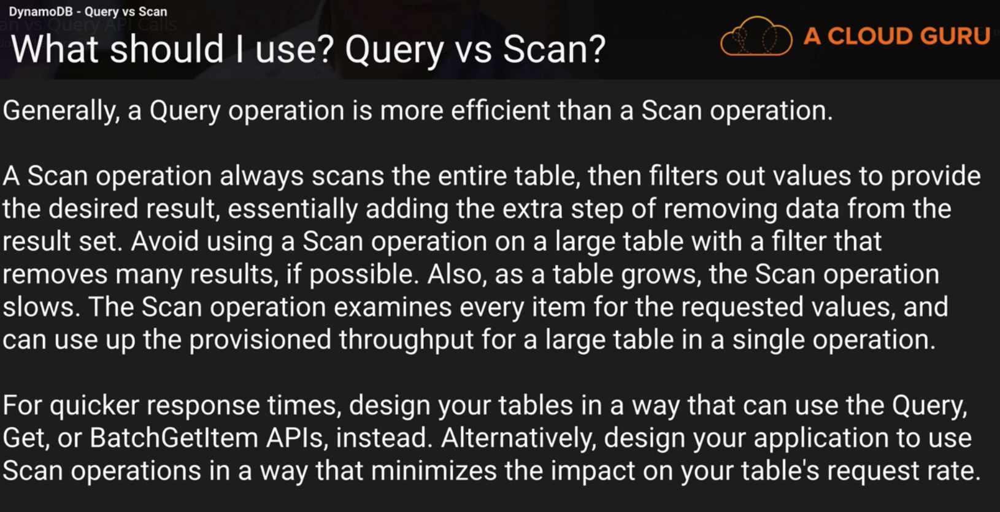 DynamoDB - Query vs Scan
an vs Query API Calls
What should I use? Query vs Scan?
A CLOUD GURU
Generally, a Query operation is more efficient than a Scan operation.
A Scan operation always scans the entire table, then filters out values to provide
the desired result, essentially adding the extra step of removing data from the
result set. Avoid using a Scan operation on a large table with a filter that
removes many results, if possible. Also, as a table grows, the Scan operation
slows. The Scan operation examines every item for the requested values, and
can use up the provisioned throughput for a large table in a single operation.
For quicker response times, design your tables in a way that can use the Query,
Get, or BatchGetItem APIs, instead. Alternatively, design your application to use
Scan operations in a way that minimizes the impact on your table's request rate.